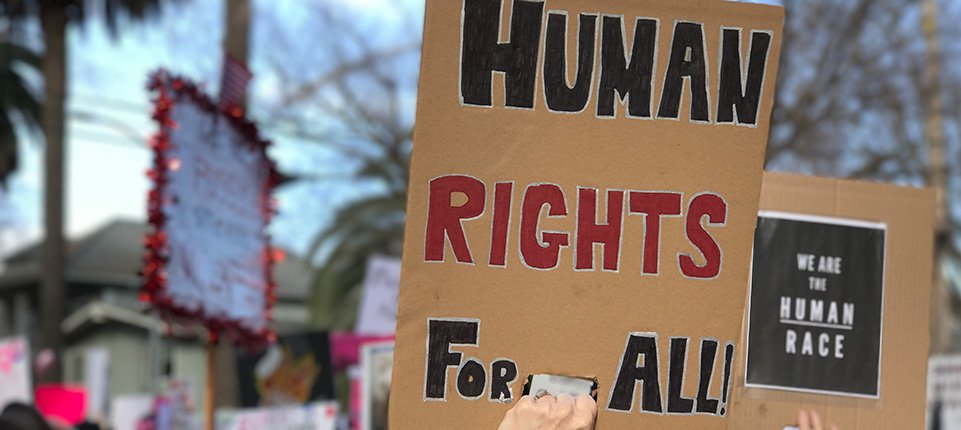 HUMAN
RIGHTS
FOR ALL!
WE ARE
THE
HUMAN
RACE